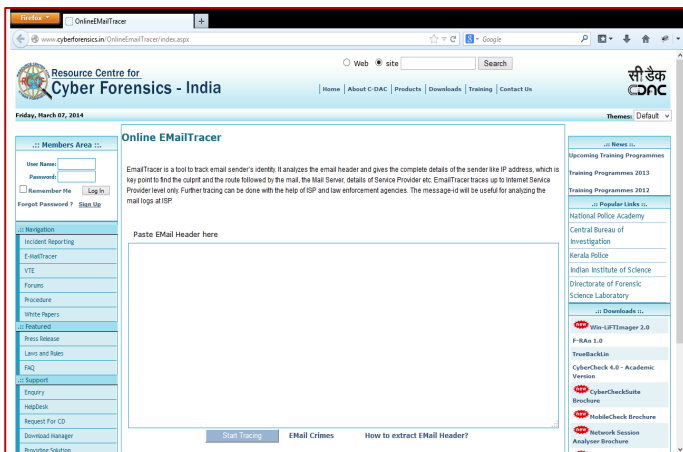 Firefox
OnlineEMailTracer
www.cyberforensics.in/OnlineEmailTracer/index.aspx
Google
Resource Centre for
Cyber Forensics - India
Web site Search
Home | About C-DAC | Products | Downloads | Training | Contact Us
सी डैक
CDAC
Friday, March 07, 2014
Themes: Default
.:: Members Area ::.
User Name:
Password:
Remember Me Log In
Forgot Password ? Sign Up
.:: Navigation
Incident Reporting
E-MailTracer
VTE
Forums
Procedure
White Papers
.:: Featured
Press Release
Laws and Rules
FAQ
.:: Support
Enquiry
HelpDesk
Request For CD
Download Manager
Providing Solution
Online EMailTracer
EmailTracer is a tool to track email sender's identity. It analyzes the email header and gives the complete details of the sender like IP address, which is
key point to find the culprit and the route followed by the mail, the Mail Server, details of Service Provider etc. EmailTracer traces up to Internet Service
Provider level only. Further tracing can be done with the help of ISP and law enforcement agencies. The message-id will be useful for analyzing the
mail logs at ISP.
Paste EMail Header here
Start Tracing EMail Crimes How to extract EMail Header?
.:: News ::.
Upcoming Training Programmes
Training Programmes 2013
Training Programmes 2012
.:: Popular Links ::.
National Police Academy
Central Bureau of
Investigation
Kerala Police
Indian Institute of Science
Directorate of Forensic
Science Laboratory
.:: Downloads ::.
new Win-LiFTImager 2.0
F-RAn 1.0
TrueBackLin
CyberCheck 4.0 - Academic
Version
new CyberCheckSuite
Brochure
new MobileCheck Brochure
new Network Session
Analyser Brochure